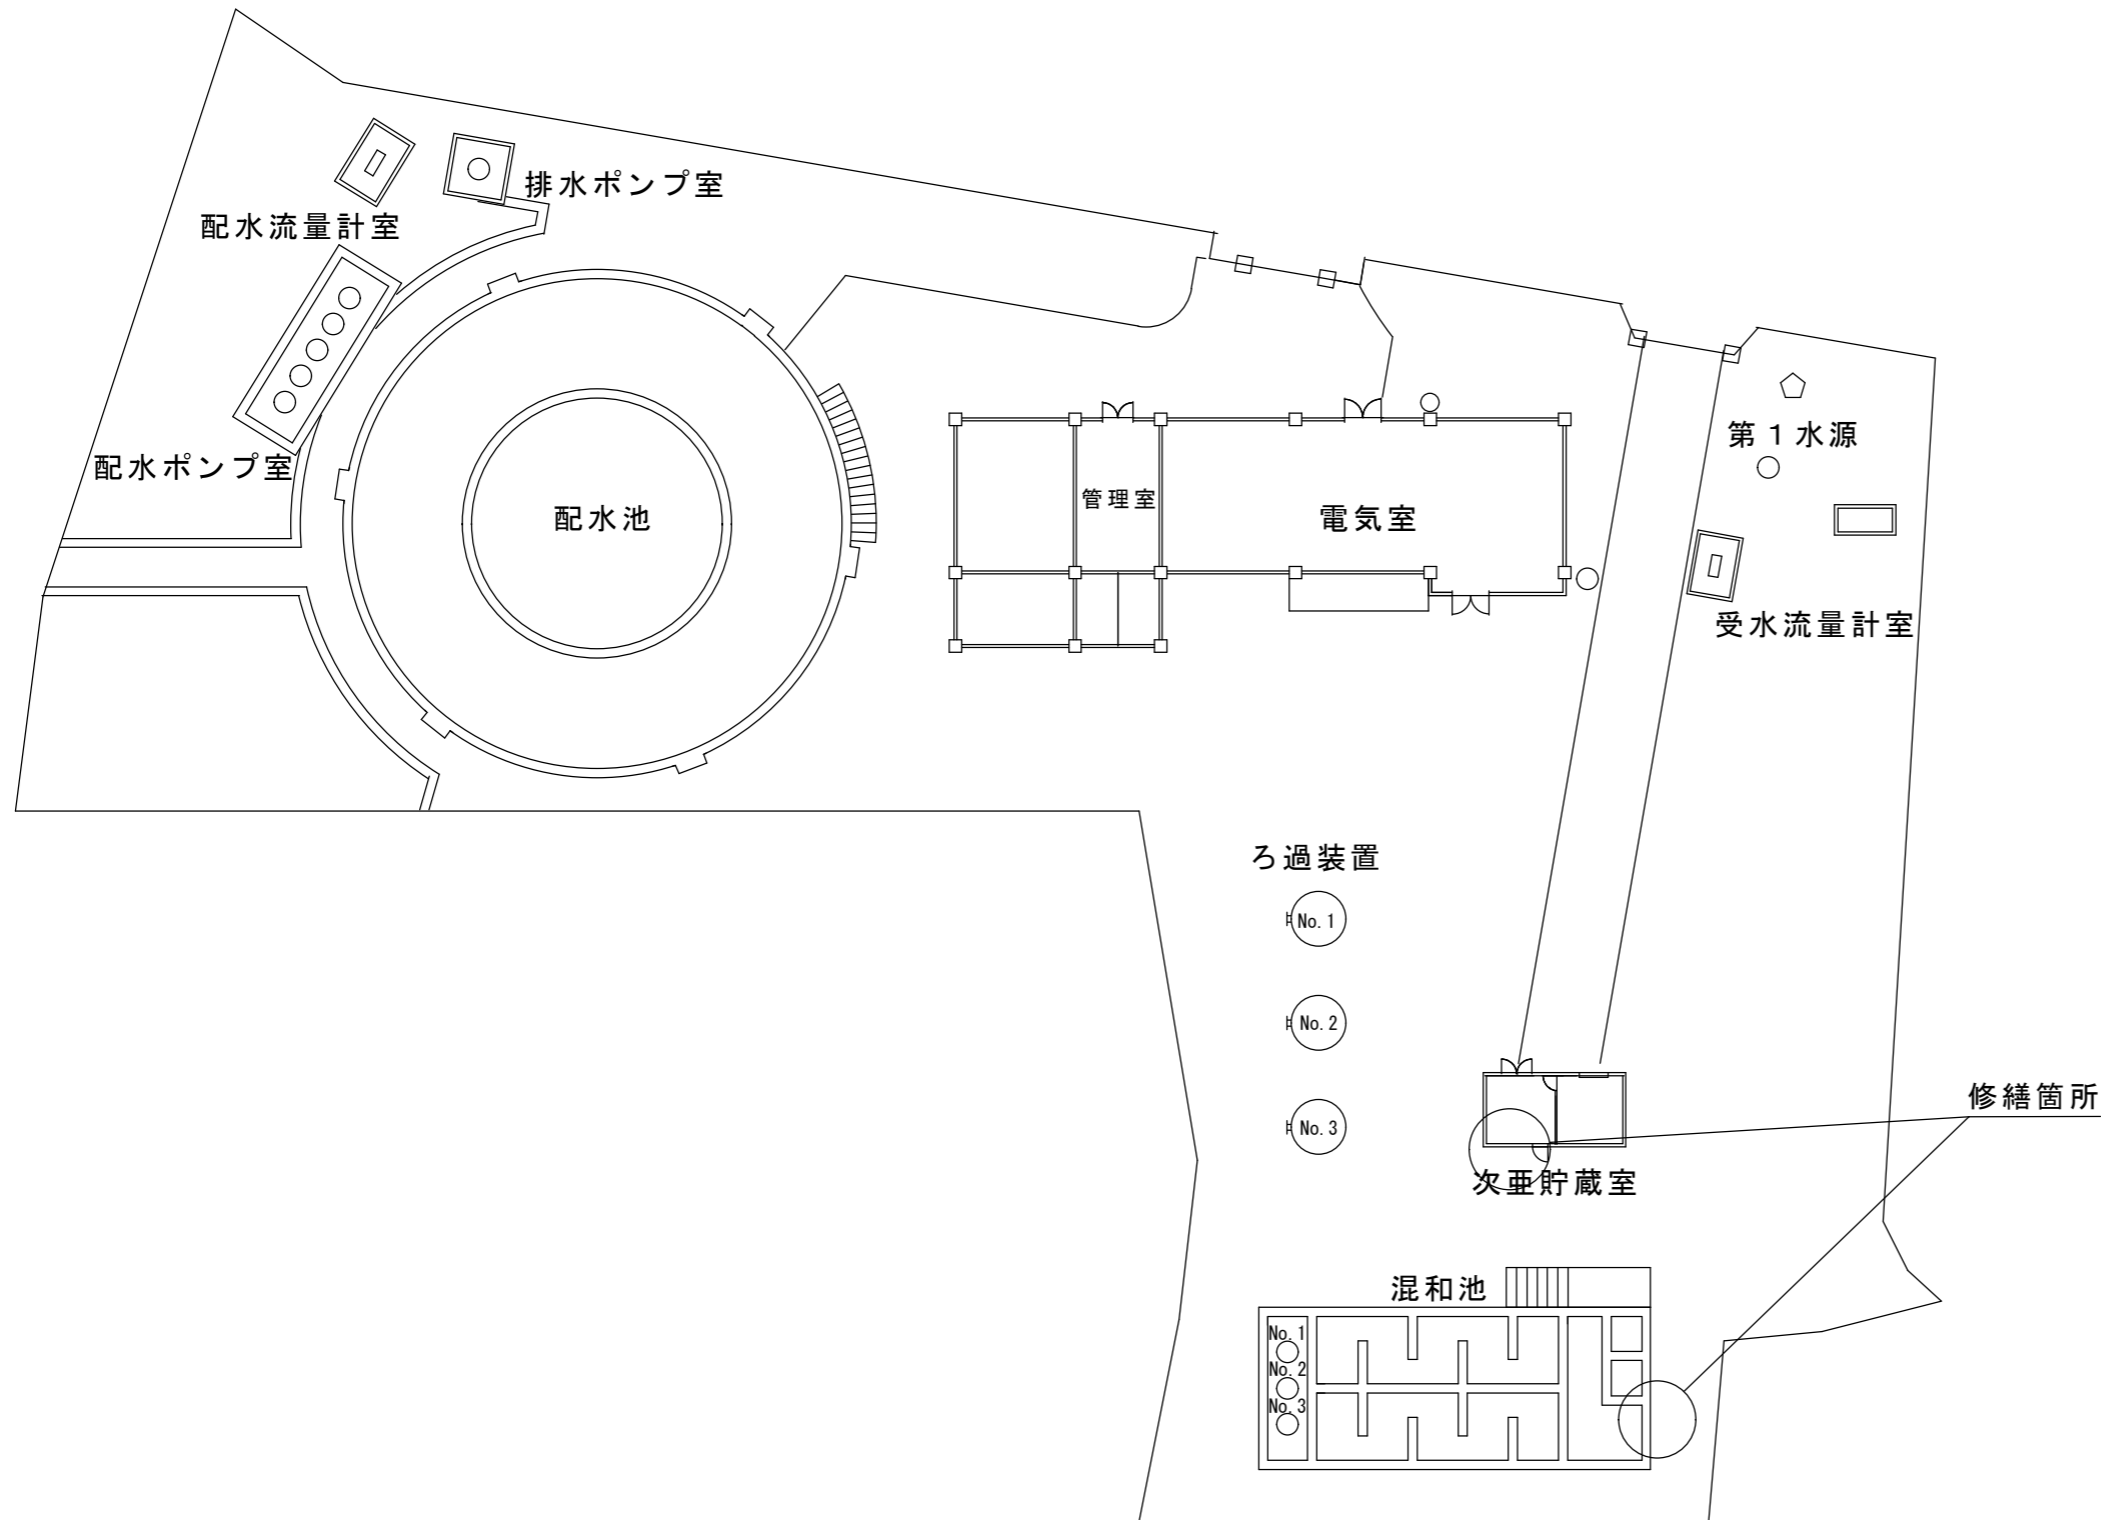 排水ポンプ室
配水流量計室
配水ポンプ室
配水池
管理室
電気室
第1水源
受水流量計室
ろ過装置
No.1
No.2
No.3
修繕箇所
次亜貯蔵室
混和池
No.1
No.2
No.3